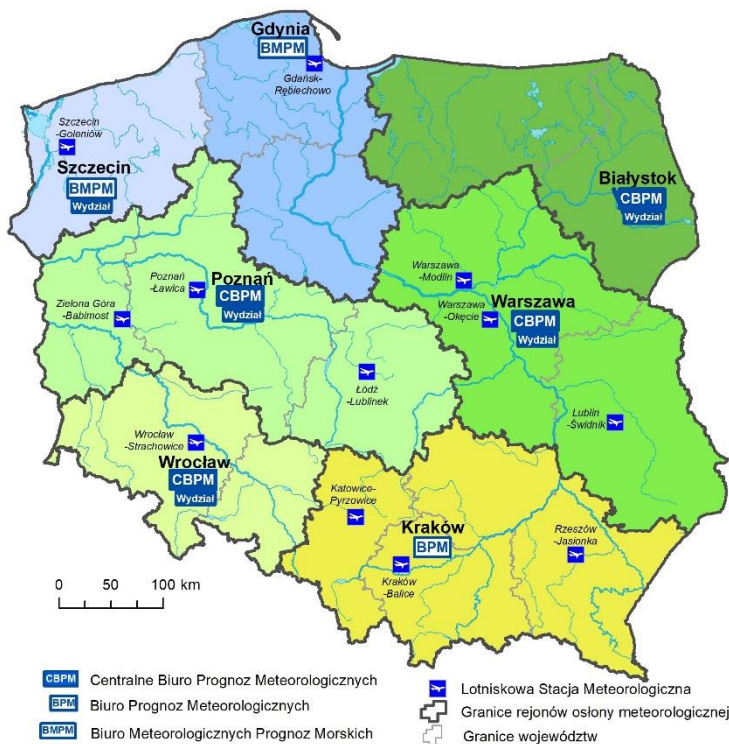 Gdynia
BMPM
Gdańsk-
Rębiechowo
Szczecin
-Goleniów
Szczecin
BMPM
Wydział
Białystok
CBPM
Wydział
Poznań
-Ławica
Poznań
CBPM
Wydział
Zielona Góra
-Babimost
Warszawa
-Modlin
Warszawa
-Okęcie
Warszawa
CBPM
Wydział
Łódź
-Lublinek
Lublin
-Świdnik
Wrocław
-Strachowice
Wrocław
CBPM
Wydział
Katowice-
Pyrzowice
Kraków
BPM
Kraków
-Balice
Rzeszów
-Jasionka
0 50 100 km
CBPM Centralne Biuro Prognoz Meteorologicznych
BPM Biuro Prognoz Meteorologicznych
BMPM Biuro Meteorologicznych Prognoz Morskich
Lotniskowa Stacja Meteorologiczna
Granice rejonów osłony meteorologicznej
Granice województw